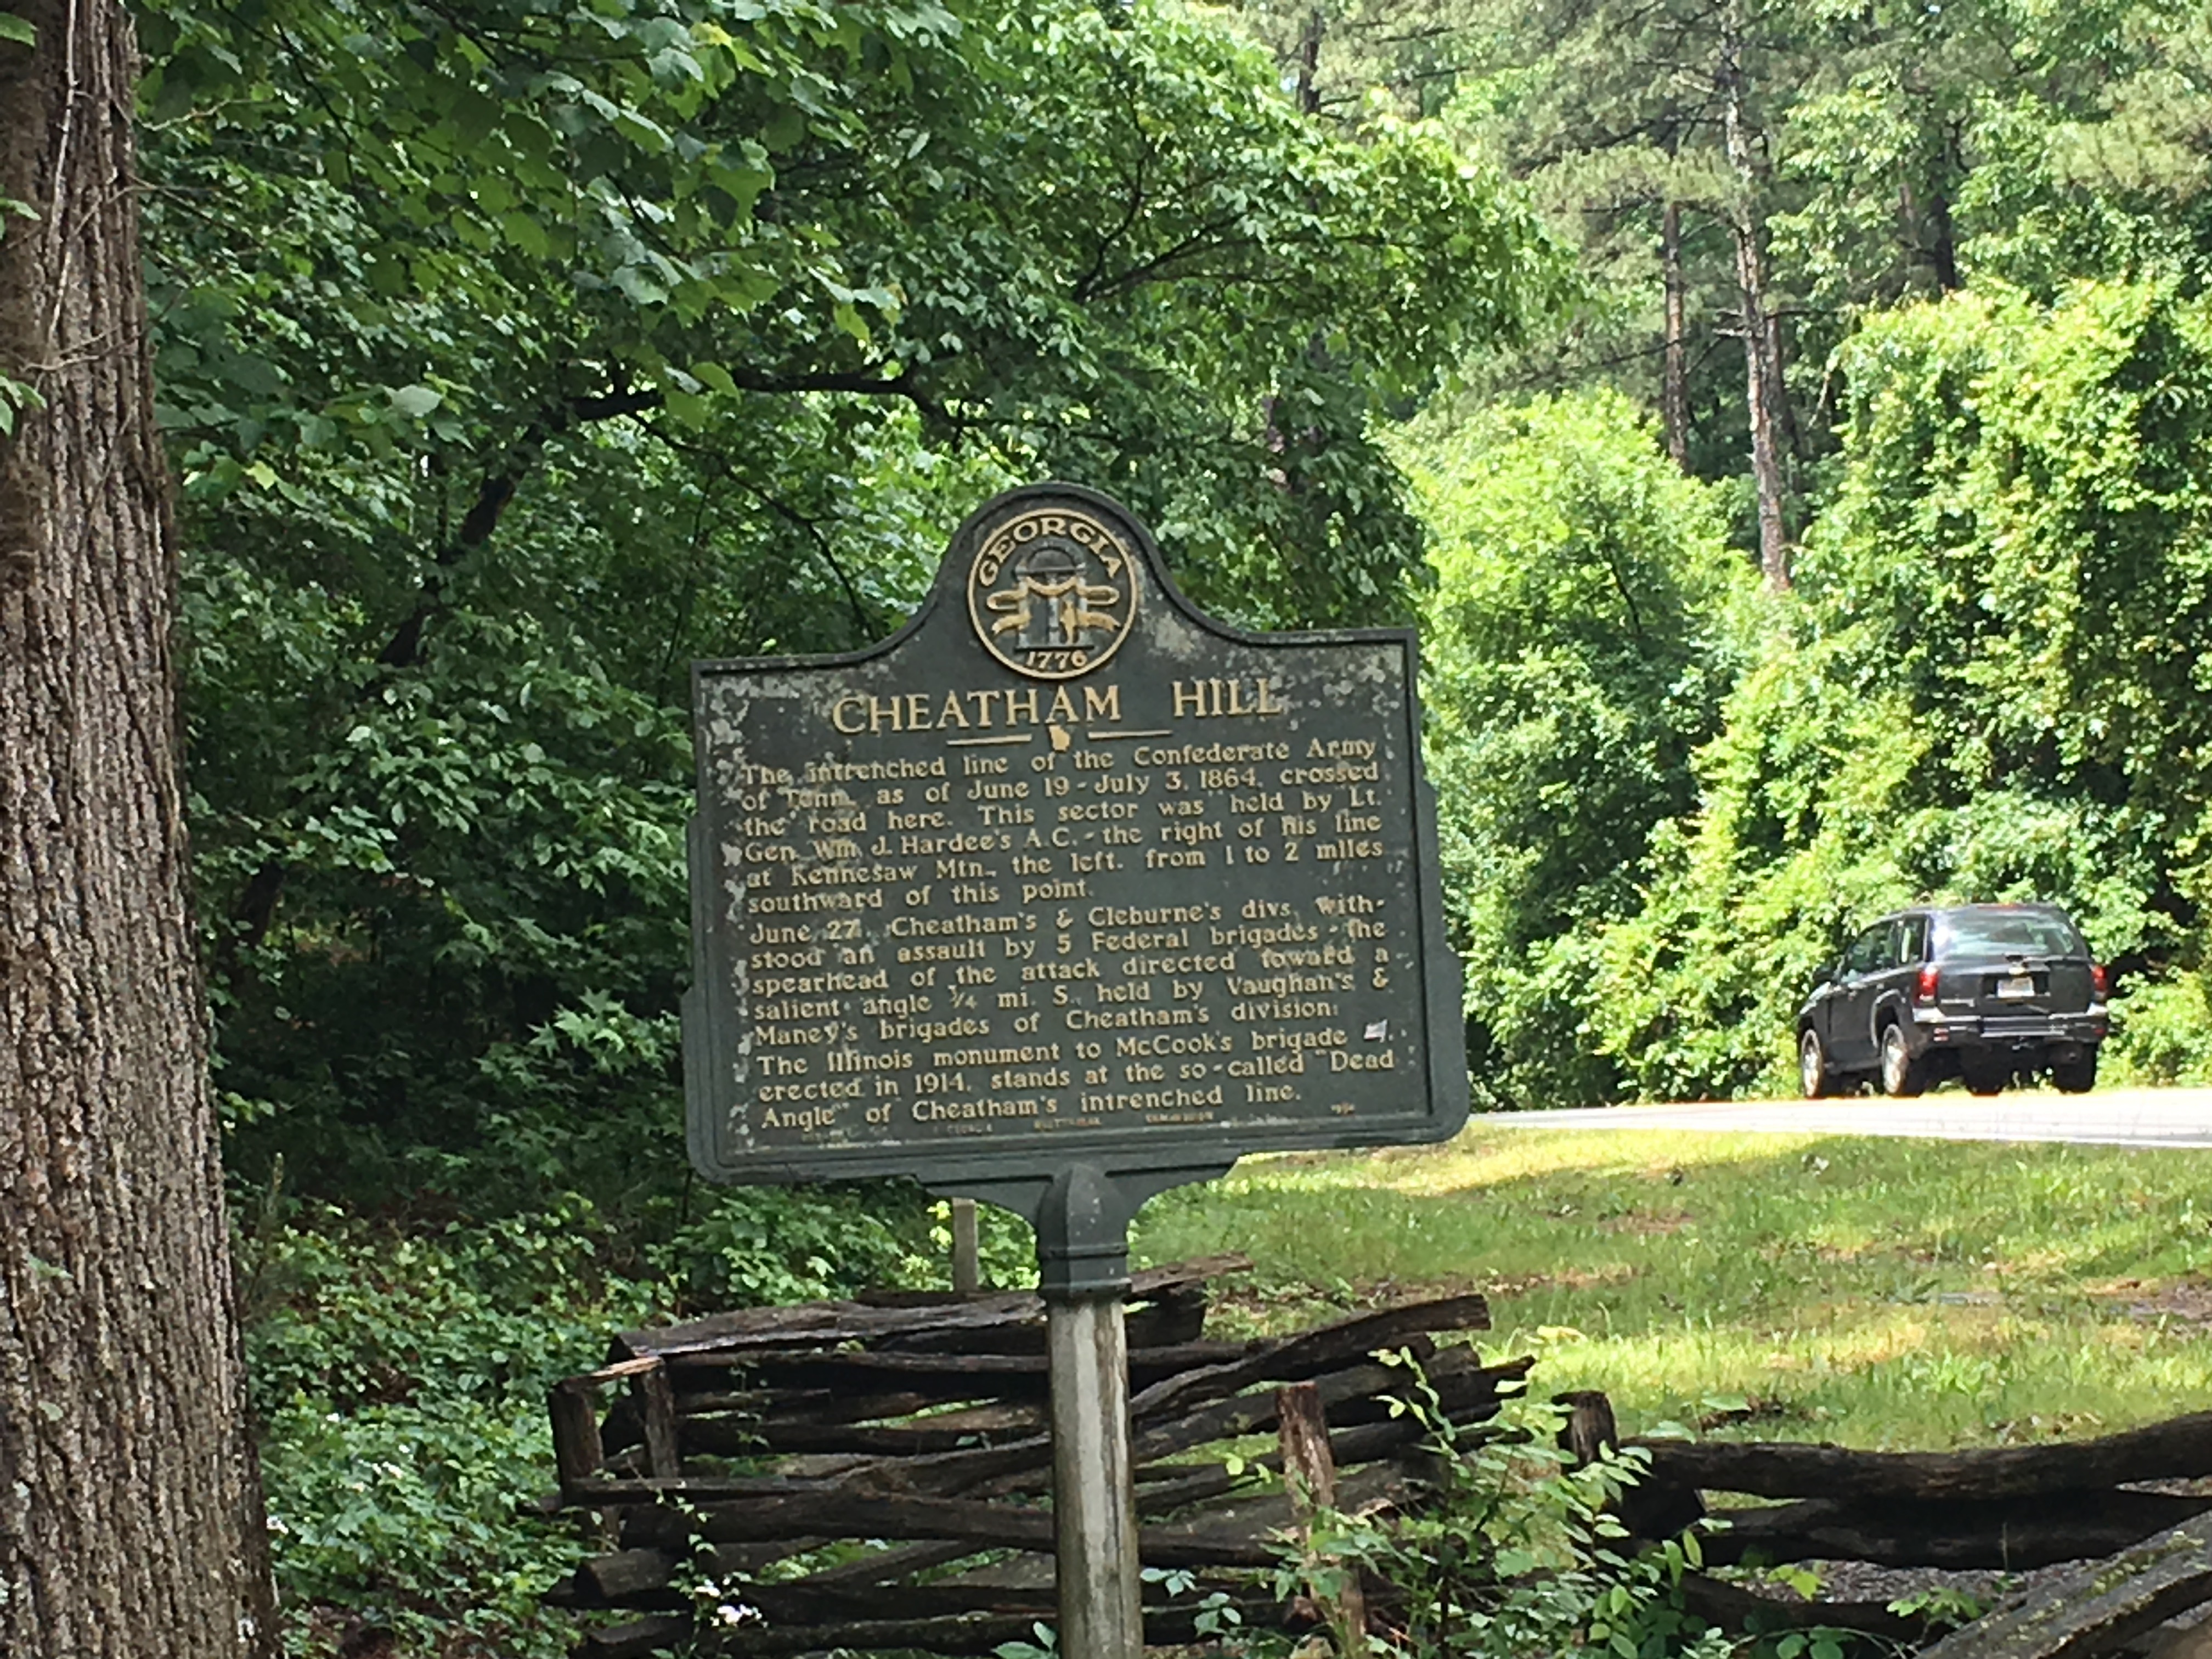 GEORGIA
1776
CHEATHAM HILL
The intrenched line of the Confederate Army
of Tenn., as of June 19 - July 3, 1864, crossed
the road here. This sector was held by Lt.
Gen. Wm. J. Hardee's A.C. - the right of his line
at Kennesaw Mtn., the left, from 1 to 2 miles
southward of this point.
June 27, Cheatham's & Cleburne's divs. with-
stood an assault by 5 Federal brigades - the
spearhead of the attack directed toward a
salient angle 3/4 mi. S., held by Vaughan's &
Maney's brigades of Cheatham's division.
The Illinois monument to McCook's brigade
erected in 1914, stands at the so-called "Dead
Angle" of Cheatham's intrenched line.
GEORGIA HISTORICAL COMMISSION